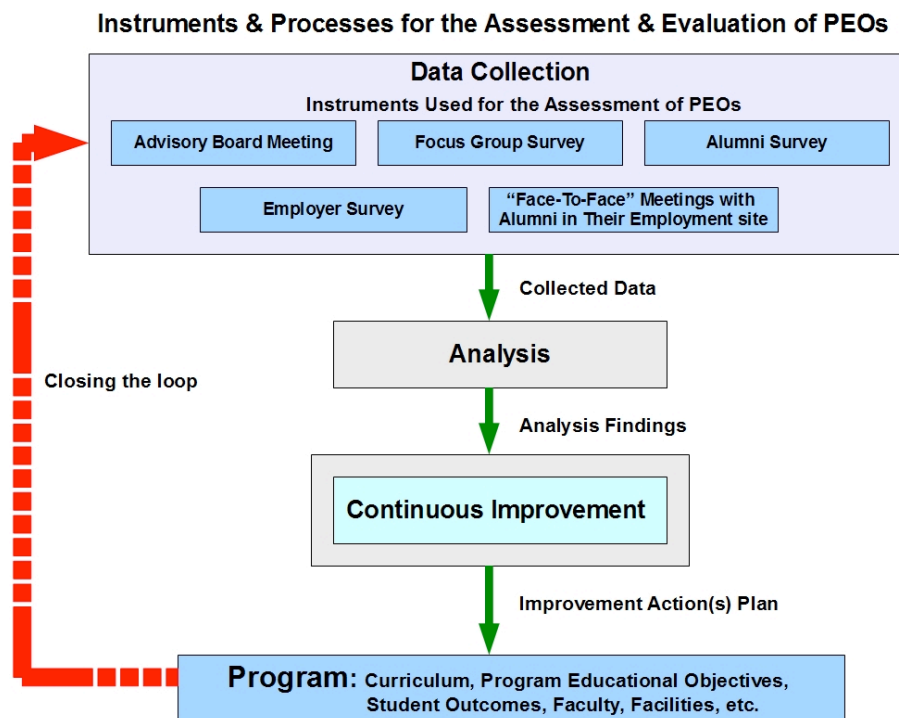 Instruments & Processes for the Assessment & Evaluation of PEOs
Data Collection
Instruments Used for the Assessment of PEOs
Advisory Board Meeting
Focus Group Survey
Alumni Survey
Employer Survey
“Face-To-Face” Meetings with
Alumni in Their Employment site
Collected Data
Analysis
Closing the loop
Analysis Findings
Continuous Improvement
Improvement Action(s) Plan
Program: Curriculum, Program Educational Objectives,
Student Outcomes, Faculty, Facilities, etc.